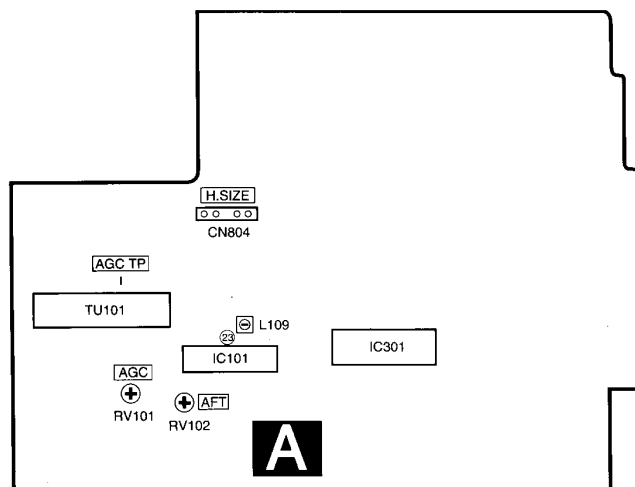 H.SIZE
CN804
AGC TP
TU101
L109
23
IC101
IC301
AGC
RV101
AFT
RV102
A